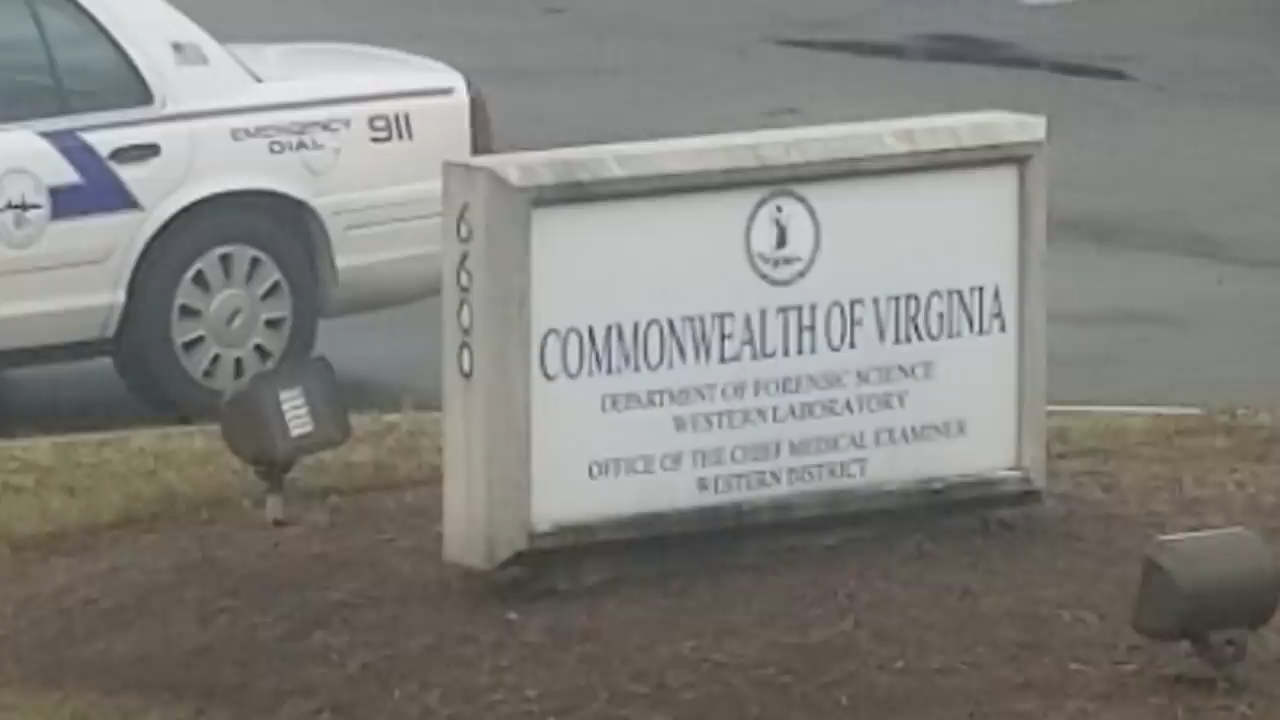 EMERGENCY
DIAL 911
6600
COMMONWEALTH OF VIRGINIA
DEPARTMENT OF FORENSIC SCIENCE
WESTERN LABORATORY
OFFICE OF THE CHIEF MEDICAL EXAMINER
WESTERN DISTRICT